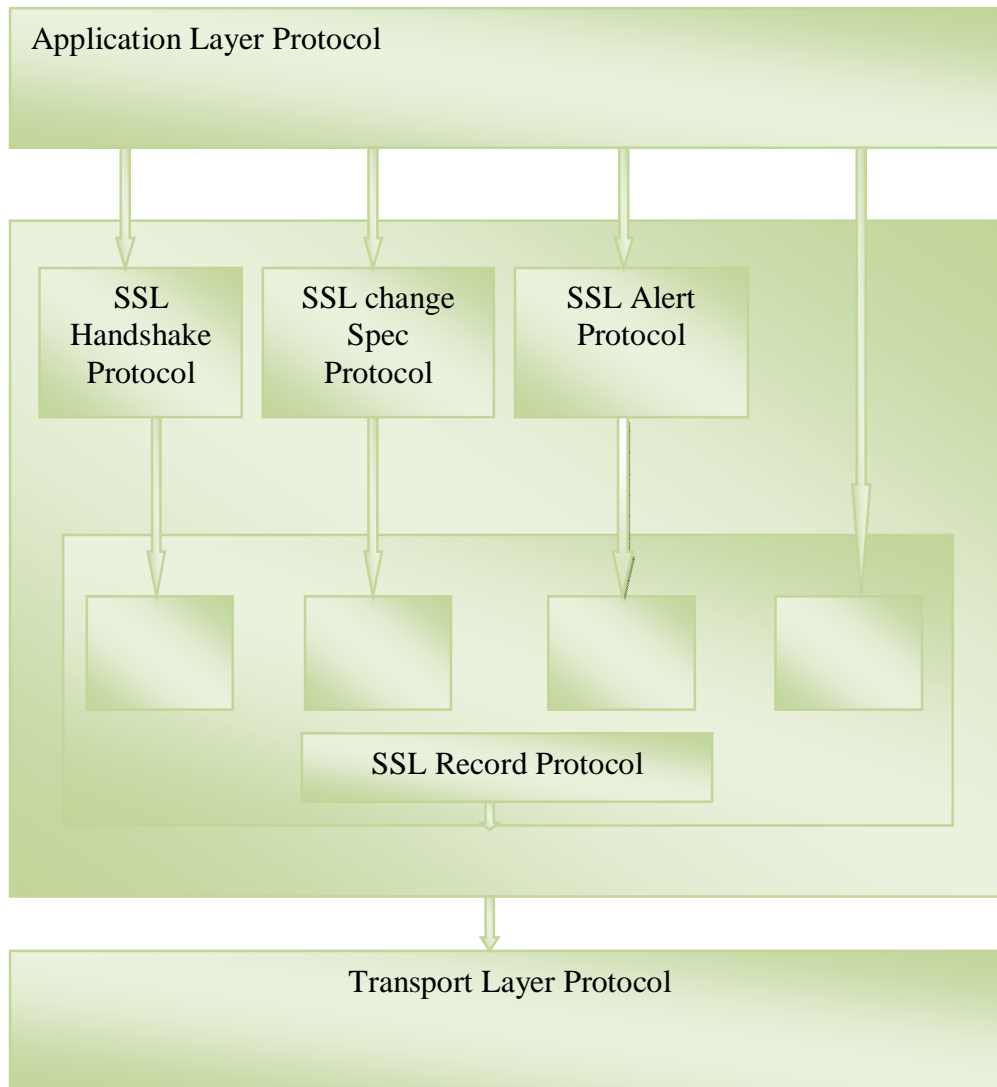 Application Layer Protocol
SSL
Handshake
Protocol
SSL change
Spec
Protocol
SSL Alert
Protocol
SSL Record Protocol
Transport Layer Protocol